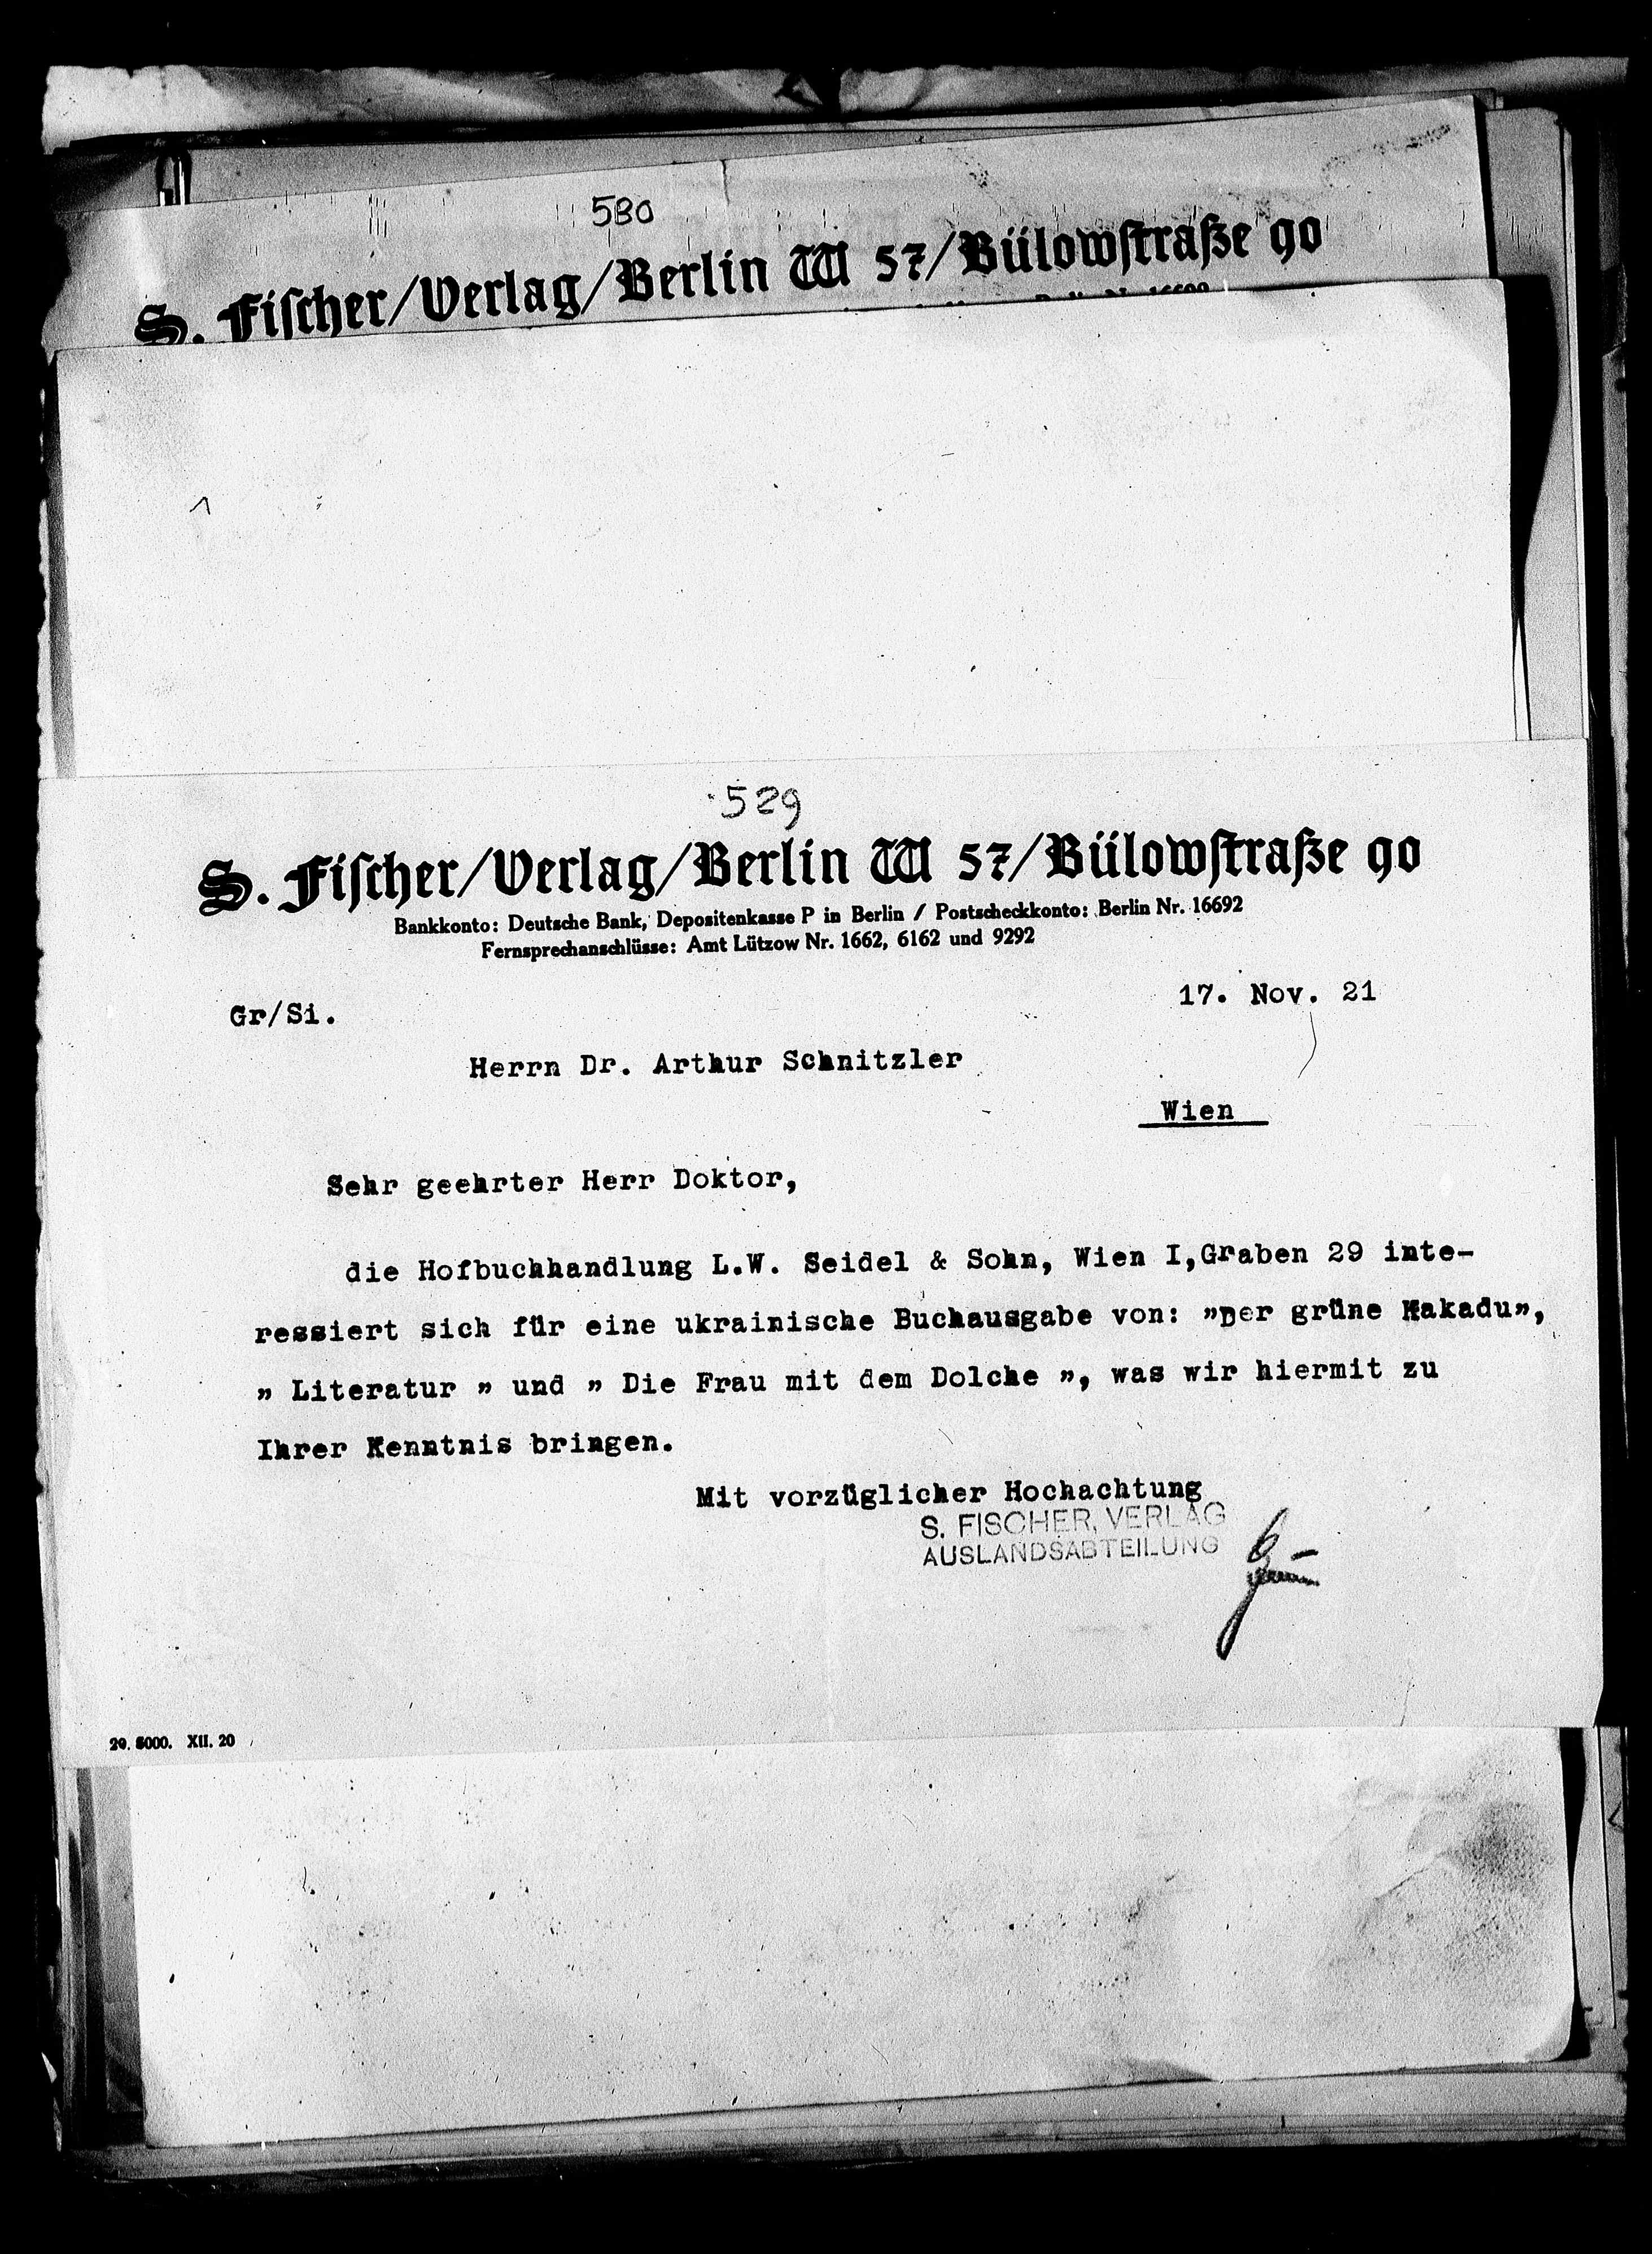 530
S. Fischer/Verlag/Berlin W 57/Bülowstraße 90
529
S. Fischer/Verlag/Berlin W 57/Bülowstraße 90
Bankkonto: Deutsche Bank, Depositenkasse P in Berlin / Postscheckkonto: Berlin Nr. 16692
Fernsprechanschlüsse: Amt Lützow Nr. 1662, 6162 und 9292
17. Nov. 21
Gr/Si.
Herrn Dr. Arthur Schnitzler
Wien
Sehr geehrter Herr Doktor,
die Hofbuchhandlung L.W. Seidel & Sohn, Wien I,Graben 29 inte-
ressiert sich für eine ukrainische Buchausgabe von: "Der grüne Kakadu",
" Literatur " und " Die Frau mit dem Dolche ", was wir hiermit zu
Ihrer Kenntnis bringen.
Mit vorzüglicher Hochachtung
S. FISCHER, VERLAG
AUSLANDSABTEILUNG
29. 5000. XII. 20